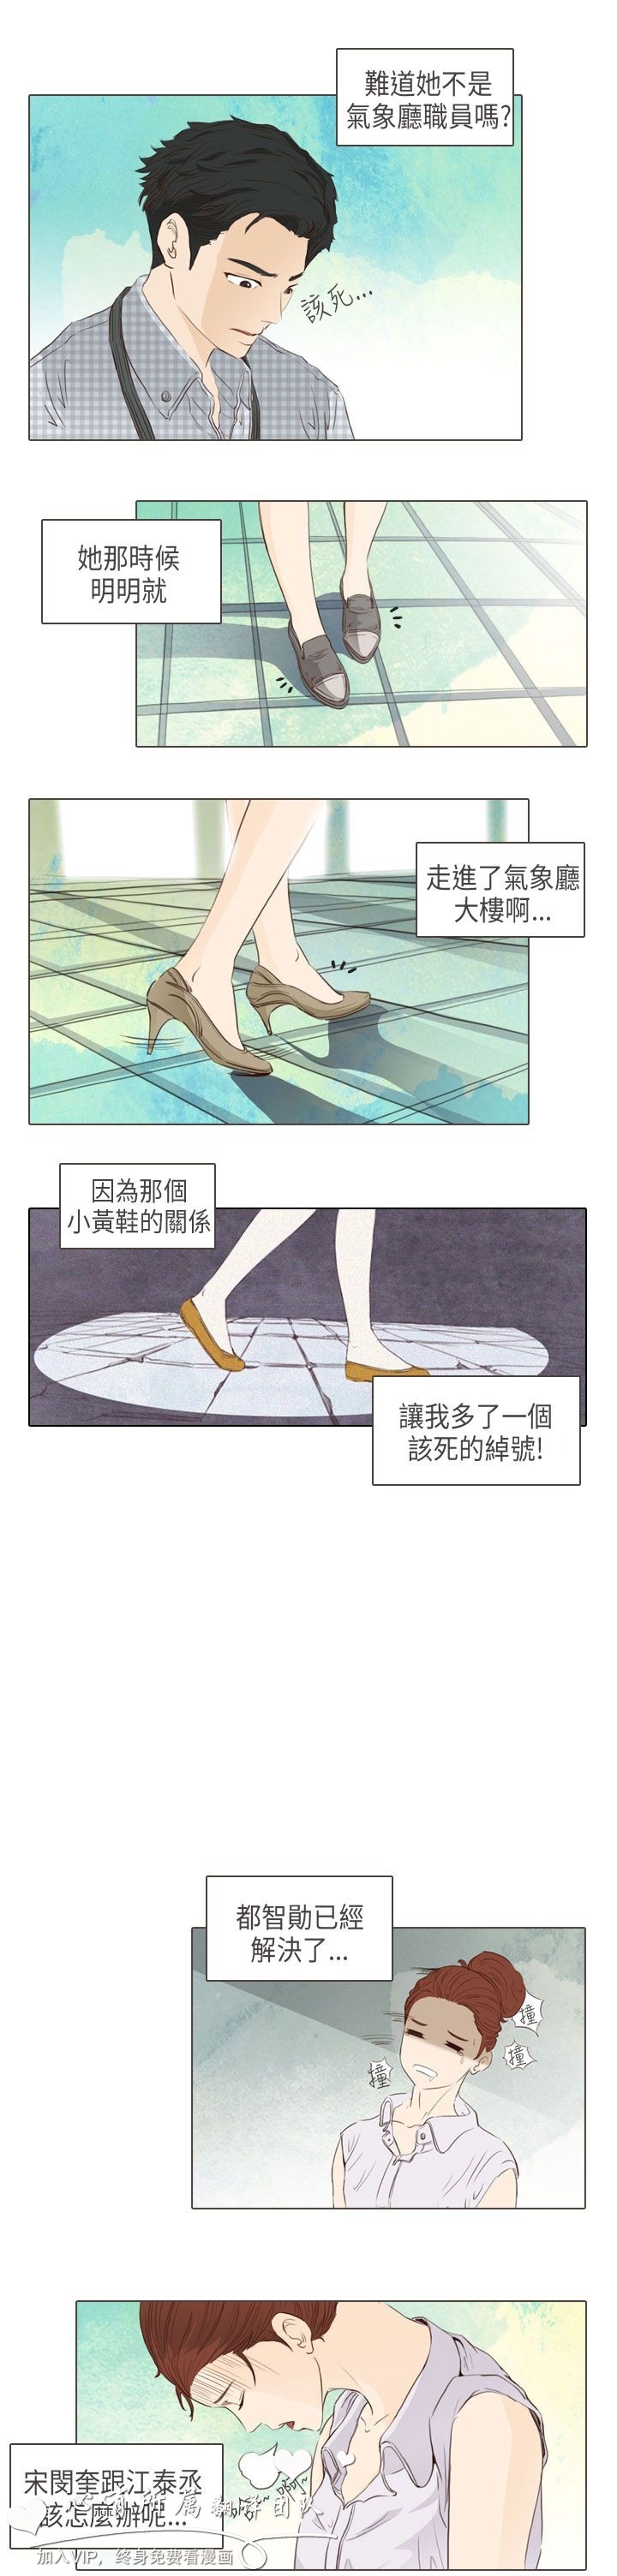 難道她不是
氣象廳職員嗎?
該死...
她那時候
明明就
走進了氣象廳
大樓啊...
因為那個
小黃鞋的關係
讓我多了一個
該死的綽號!
都智勛已經
解決了...
撞
撞
撞
宋閔奎跟江泰丞
該怎麼辦呢...
加入VIP，终身免费看漫画